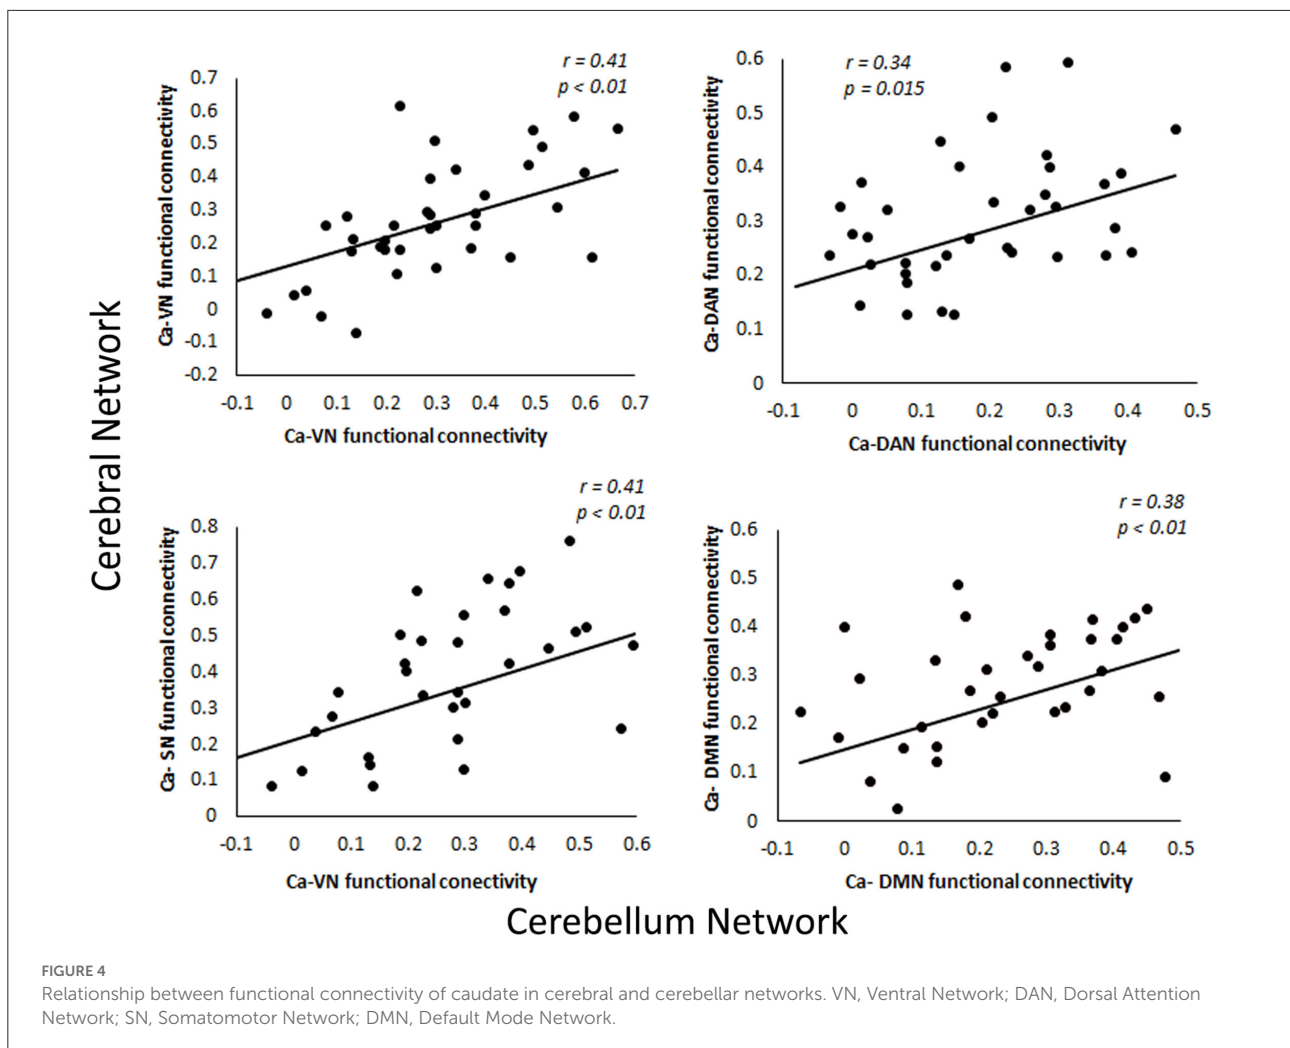 Cerebral Network
r = 0.41
p < 0.01
Ca-VN functional connectivity
0.7
0.6
0.5
0.4
0.3
0.2
0.1
0
-0.1
-0.2
-0.1 0 0.1 0.2 0.3 0.4 0.5 0.6 0.7
Ca-VN functional connectivity
r = 0.34
p = 0.015
Ca-DAN functional connectivity
0.6
0.5
0.4
0.3
0.2
0.1
0
-0.1 0 0.1 0.2 0.3 0.4 0.5
Ca-DAN functional connectivity
r = 0.41
p < 0.01
Ca- SN functional connectivity
0.8
0.7
0.6
0.5
0.4
0.3
0.2
0.1
0
-0.1 0 0.1 0.2 0.3 0.4 0.5 0.6
Ca-VN functional conectivity
r = 0.38
p < 0.01
Ca- DMN functional connectivity
0.6
0.5
0.4
0.3
0.2
0.1
0
-0.1 0 0.1 0.2 0.3 0.4 0.5
Ca- DMN functional connectivity
Cerebellum Network
FIGURE 4
Relationship between functional connectivity of caudate in cerebral and cerebellar networks. VN, Ventral Network; DAN, Dorsal Attention
Network; SN, Somatomotor Network; DMN, Default Mode Network.